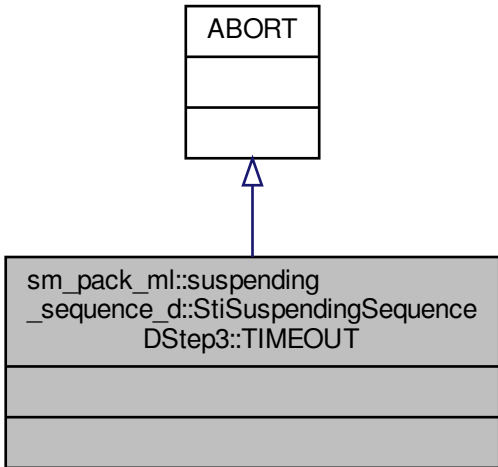 ABORT
sm_pack_ml::suspending
_sequence_d::StiSuspendingSequence
DStep3::TIMEOUT